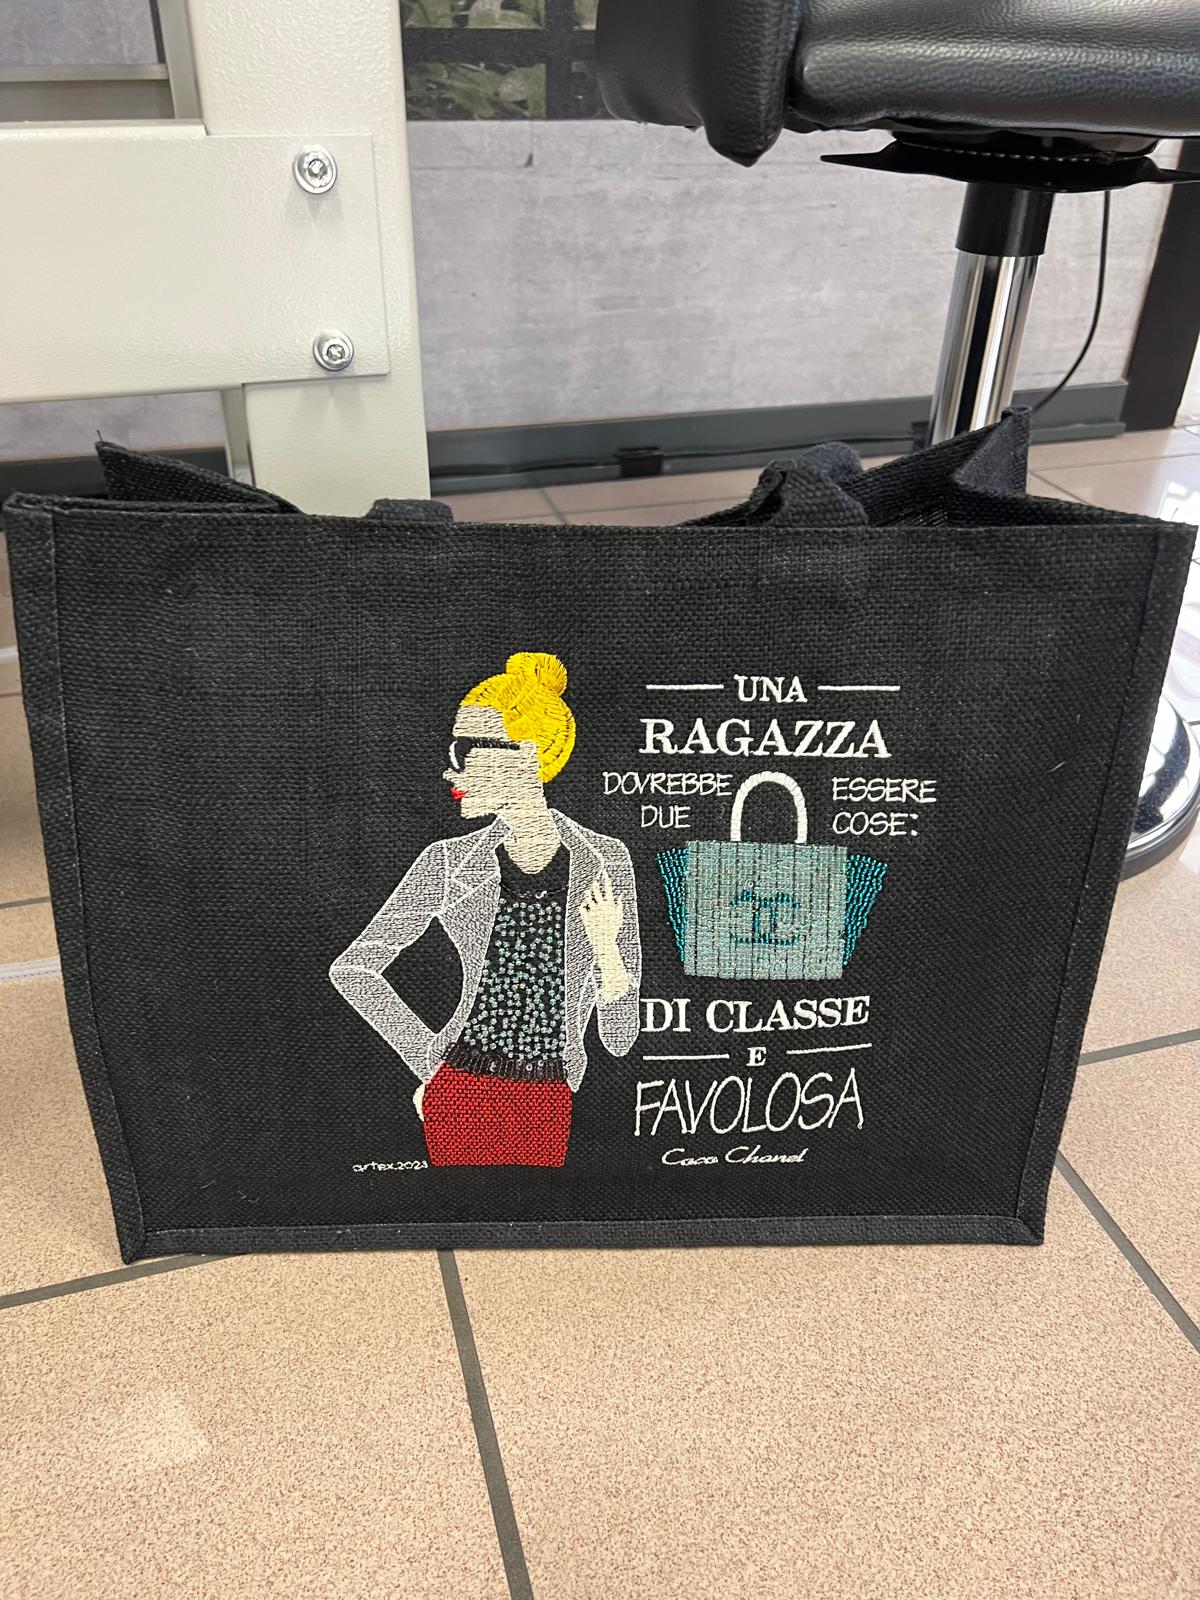 UNA
RAGAZZA
DOVREBBE ESSERE
DUE COSE:
DI CLASSE
E
FAVOLOSA
Coco Chanel
artex.2023